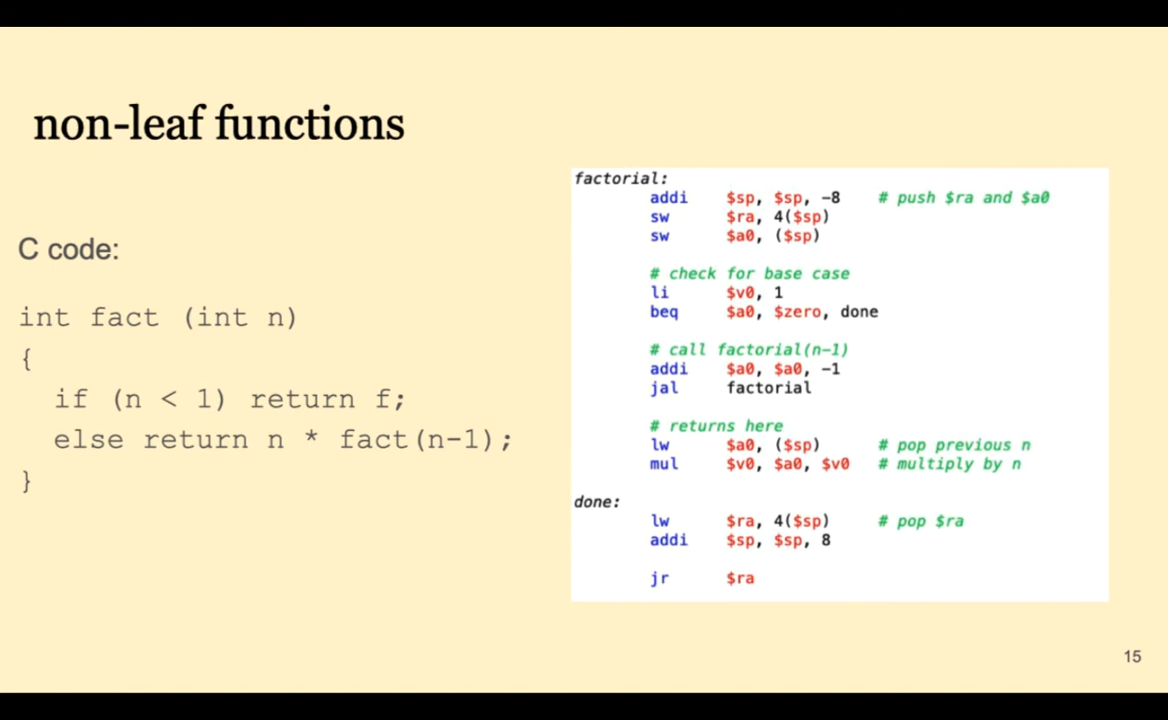 non-leaf functions
C code:
int fact (int n)
{
if (n < 1) return f;
else return n * fact(n-1);
}
factorial:
addi $sp, $sp, -8 # push $ra and $a0
sw $ra, 4($sp)
sw $a0, ($sp)
# check for base case
li $v0, 1
beq $a0, $zero, done
# call factorial(n-1)
addi $a0, $a0, -1
jal factorial
# returns here
lw $a0, ($sp) # pop previous n
mul $v0, $a0, $v0 # multiply by n
done:
lw $ra, 4($sp) # pop $ra
addi $sp, $sp, 8
jr $ra
15